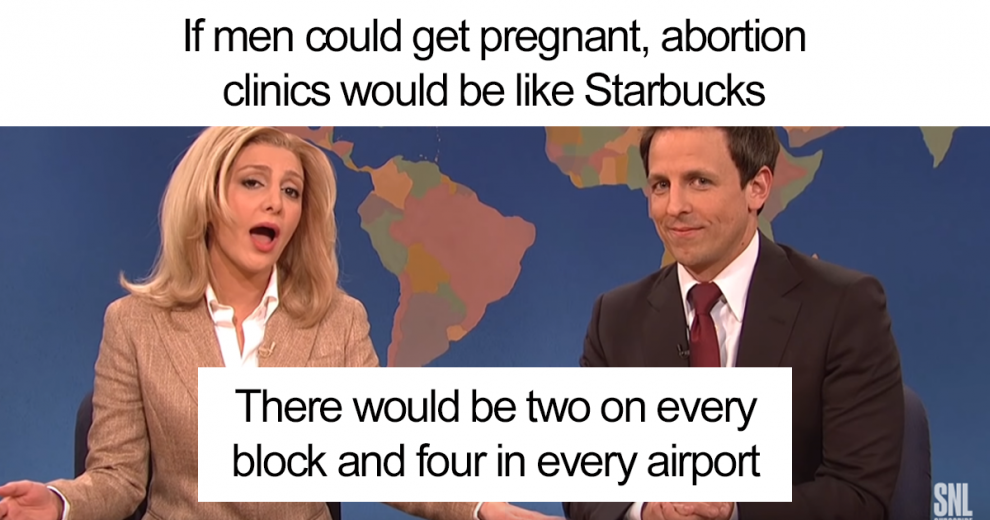 If men could get pregnant, abortion
clinics would be like Starbucks
There would be two on every
block and four in every airport
SNL